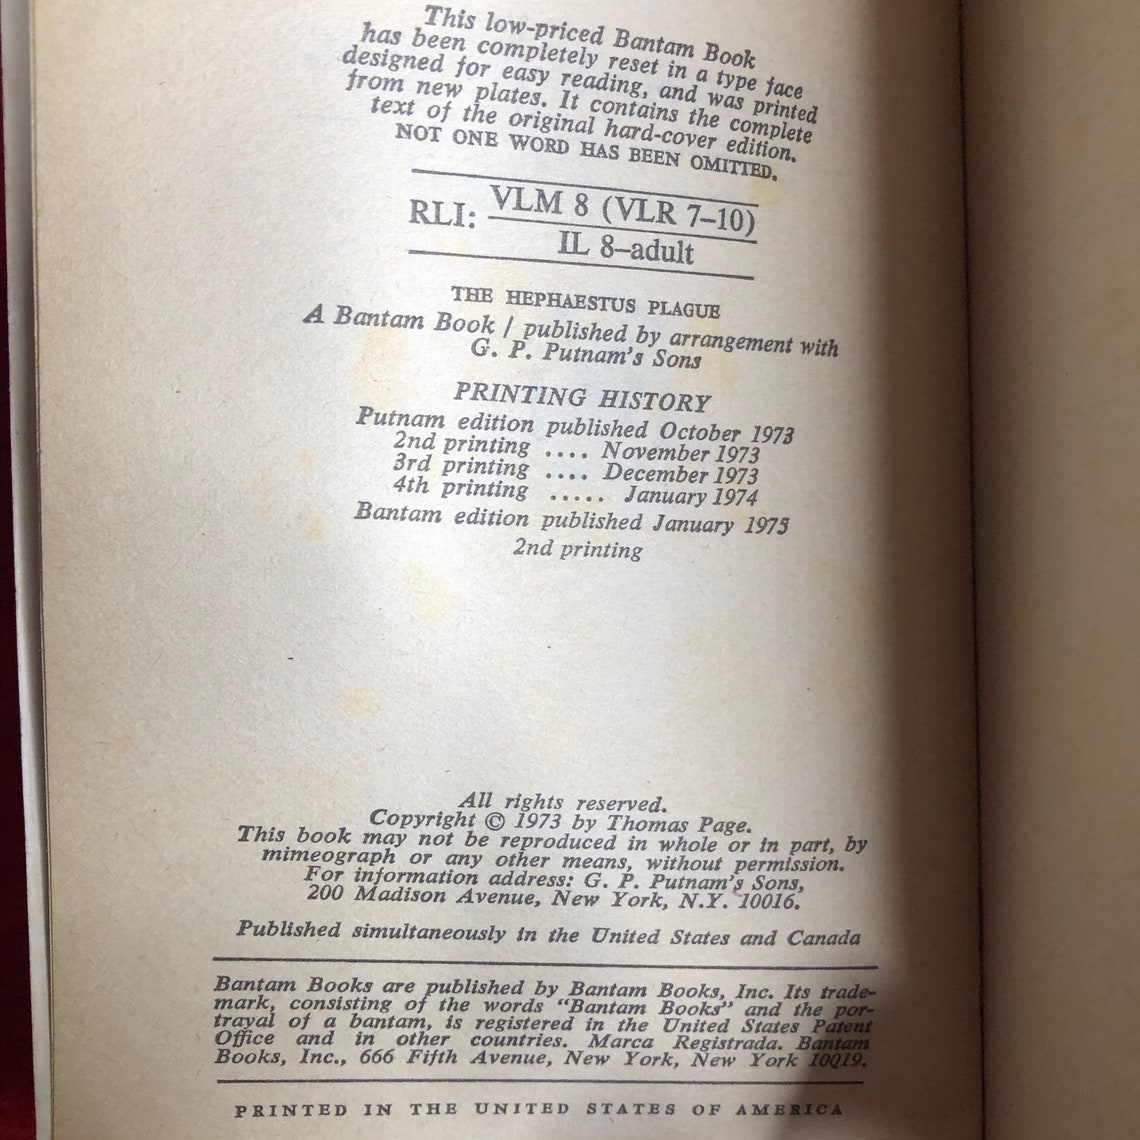 This low-priced Bantam Book
has been completely reset in a type face
designed for easy reading, and was printed
from new plates. It contains the complete
text of the original hard-cover edition.
NOT ONE WORD HAS BEEN OMITTED.
RLI: VLM 8 (VLR 7–10)
IL 8–adult
THE HEPHAESTUS PLAGUE
A Bantam Book / published by arrangement with
G. P. Putnam's Sons
PRINTING HISTORY
Putnam edition published October 1973
2nd printing .... November 1973
3rd printing .... December 1973
4th printing ..... January 1974
Bantam edition published January 1975
2nd printing
All rights reserved.
Copyright © 1973 by Thomas Page.
This book may not be reproduced in whole or in part, by
mimeograph or any other means, without permission.
For information address: G. P. Putnam's Sons,
200 Madison Avenue, New York, N.Y. 10016.
Published simultaneously in the United States and Canada
Bantam Books are published by Bantam Books, Inc. Its trade-
mark, consisting of the words "Bantam Books" and the por-
trayal of a bantam, is registered in the United States Patent
Office and in other countries. Marca Registrada. Bantam
Books, Inc., 666 Fifth Avenue, New York, New York 10019.
PRINTED IN THE UNITED STATES OF AMERICA